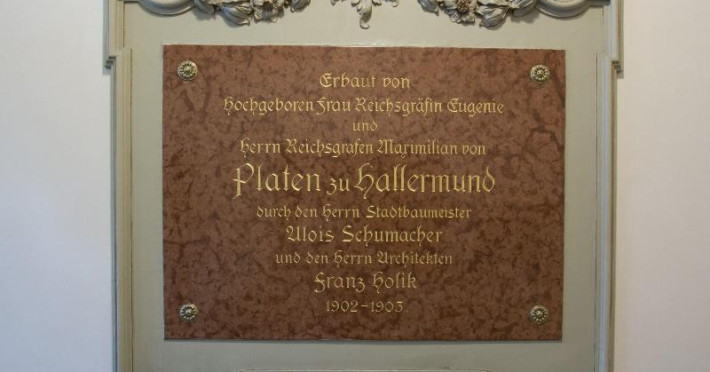 Erbaut von
Hochgeboren Frau Reichsgräfin Eugenie
und
Herrn Reichsgrafen Maximilian von
Platen zu Hallermund
durch den Herrn Stadtbaumeister
Alois Schumacher
und den Herrn Architekten
Franz Holik
1902-1903.